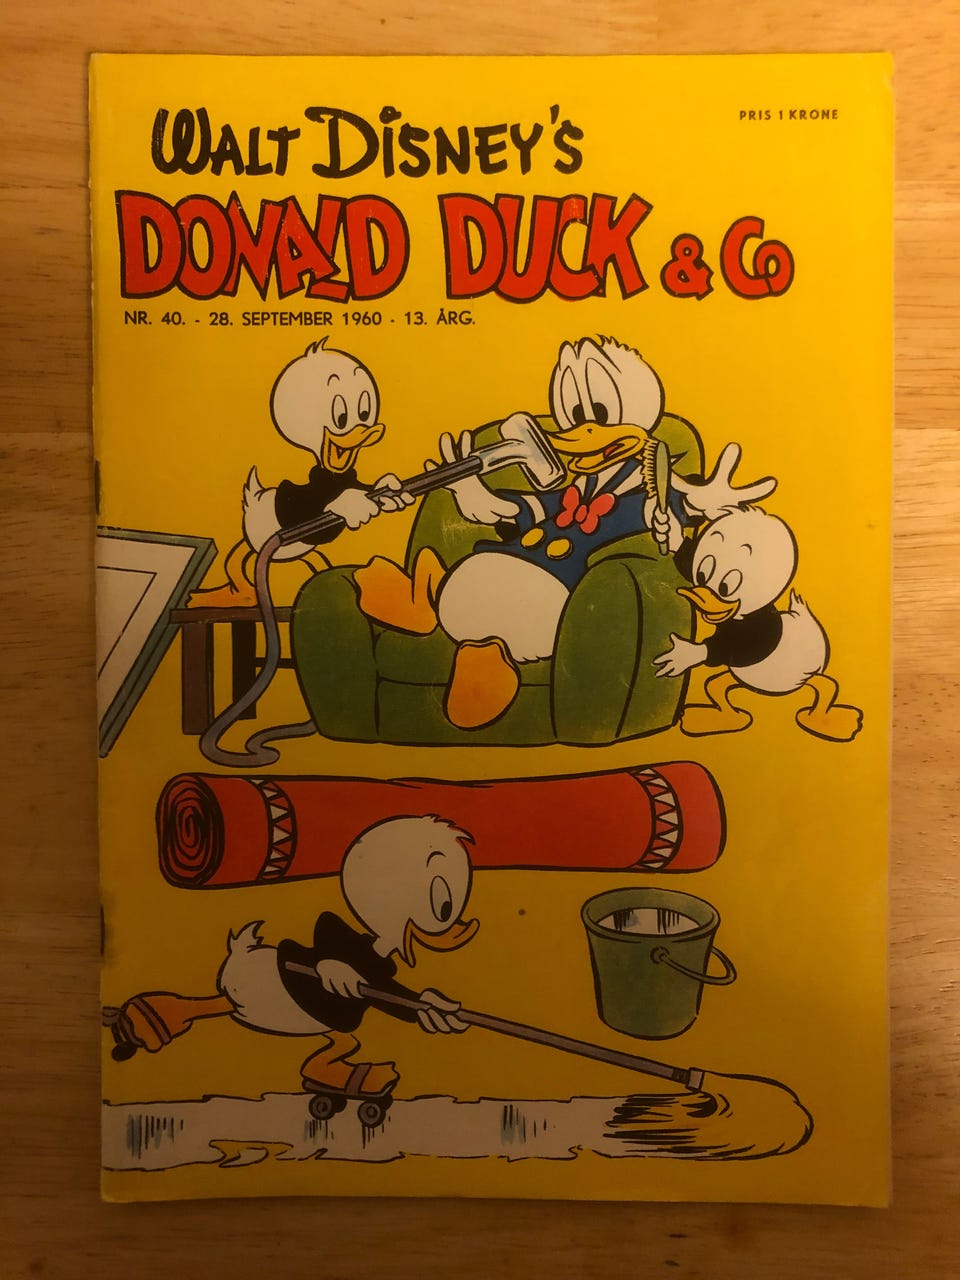 WALT DISNEY'S
PRIS 1 KRONE
DONALD DUCK & CO
NR. 40. - 28. SEPTEMBER 1960 - 13. ÅRG.